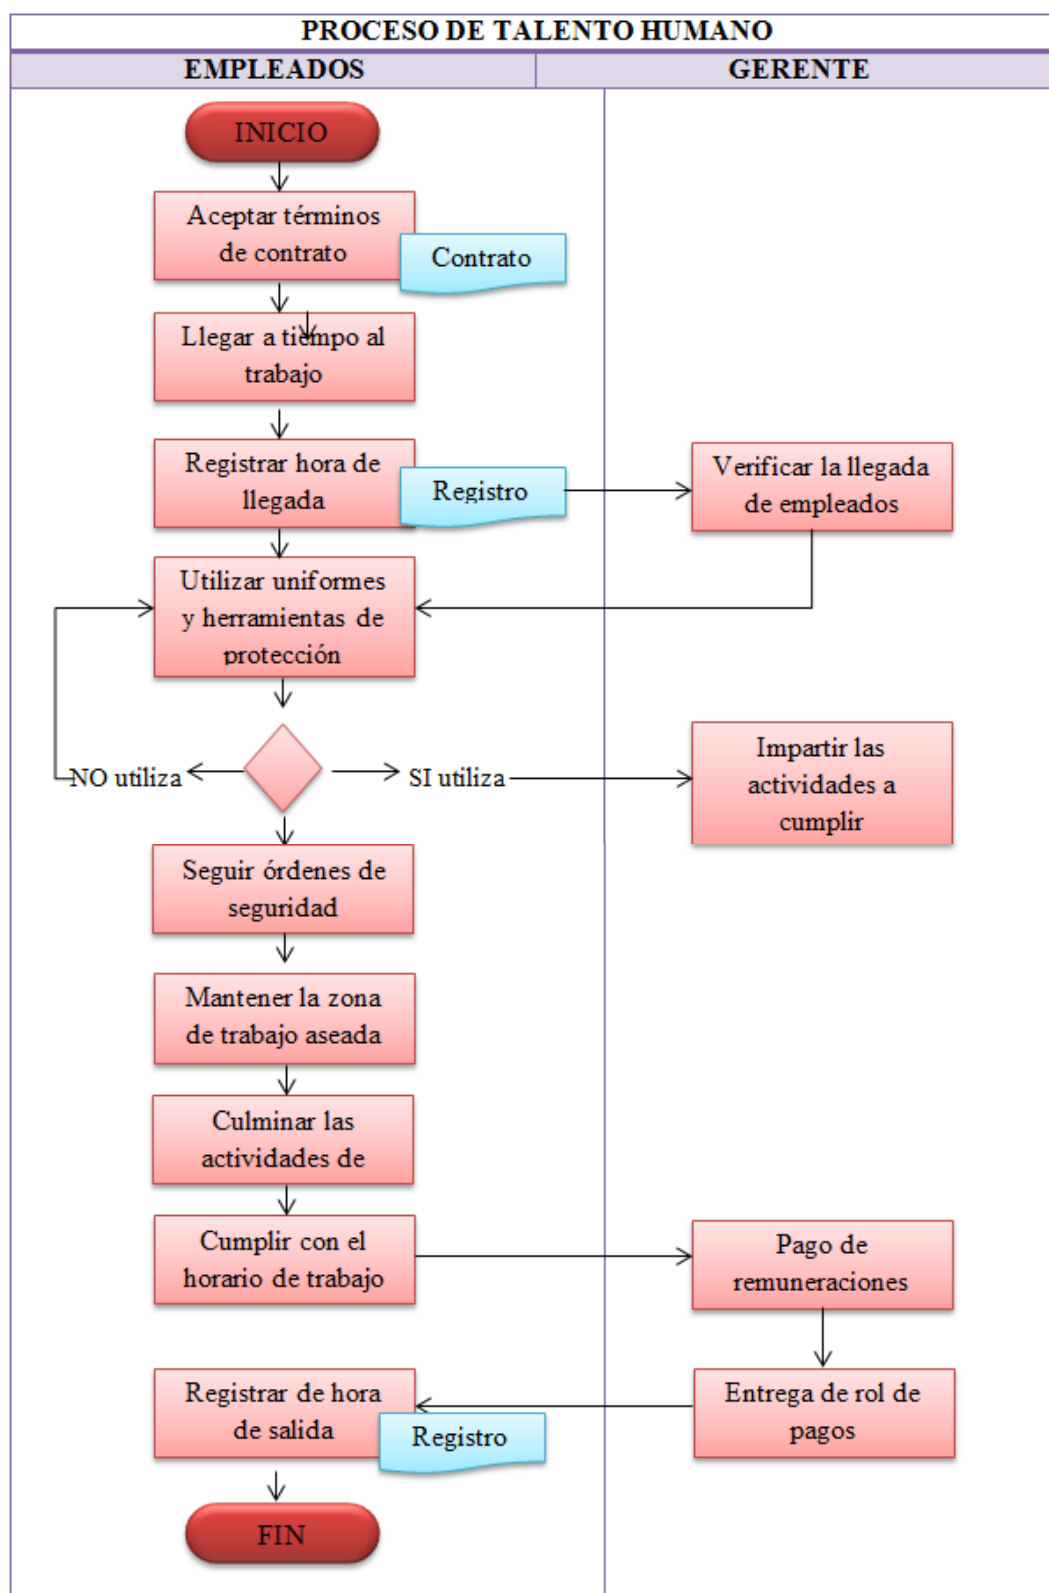 PROCESO DE TALENTO HUMANO
EMPLEADOS
GERENTE
INICIO
Aceptar términos
de contrato
Contrato
Llegar a tiempo al
trabajo
Registrar hora de
llegada
Registro
Verificar la llegada
de empleados
Utilizar uniformes
y herramientas de
protección
NO utiliza
SI utiliza
Impartir las
actividades a
cumplir
Seguir órdenes de
seguridad
Mantener la zona
de trabajo aseada
Culminar las
actividades de
Cumplir con el
horario de trabajo
Pago de
remuneraciones
Registrar de hora
de salida
Registro
Entrega de rol de
pagos
FIN